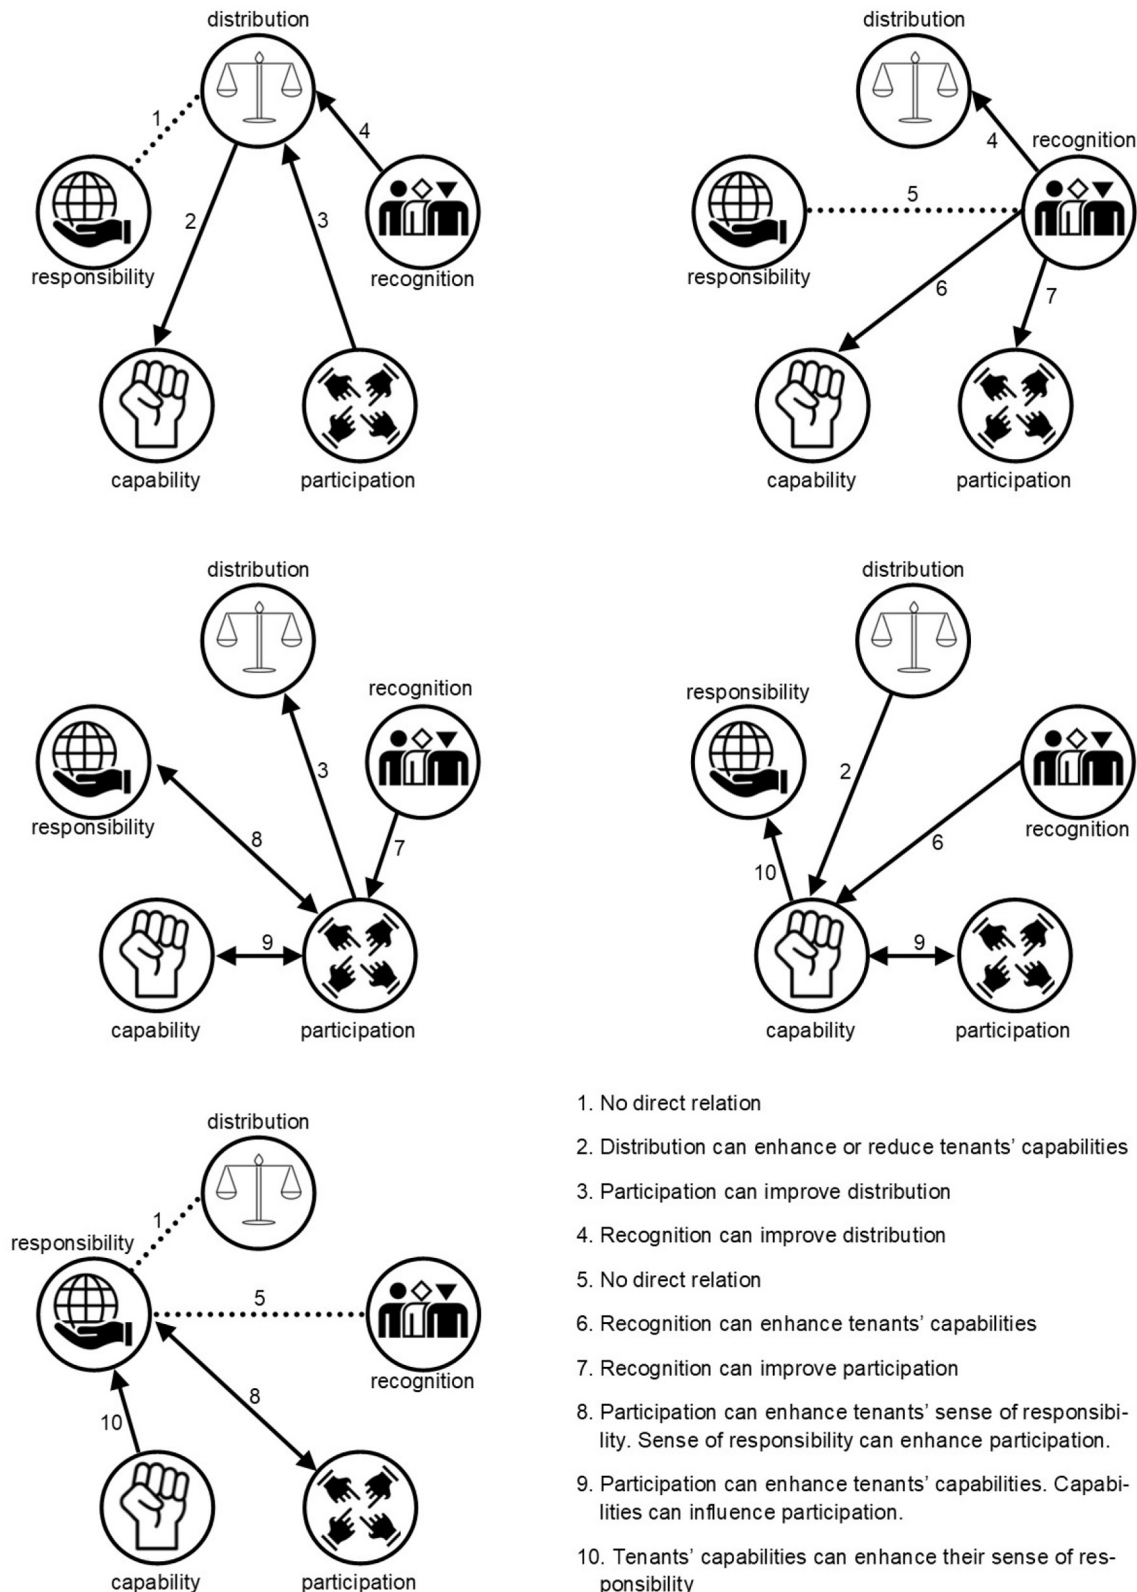 distribution
1
4
2
3
responsibility
recognition
capability
participation
distribution
recognition
4
5
responsibility
6
7
capability
participation
distribution
recognition
3
responsibility
8
7
9
capability
participation
distribution
responsibility
2
recognition
6
10
9
capability
participation
distribution
1
responsibility
5
recognition
8
10
capability
participation
1. No direct relation
2. Distribution can enhance or reduce tenants’ capabilities
3. Participation can improve distribution
4. Recognition can improve distribution
5. No direct relation
6. Recognition can enhance tenants’ capabilities
7. Recognition can improve participation
8. Participation can enhance tenants’ sense of responsibi-
lity. Sense of responsibility can enhance participation.
9. Participation can enhance tenants’ capabilities. Capabi-
lities can influence participation.
10. Tenants’ capabilities can enhance their sense of res-
ponsibility